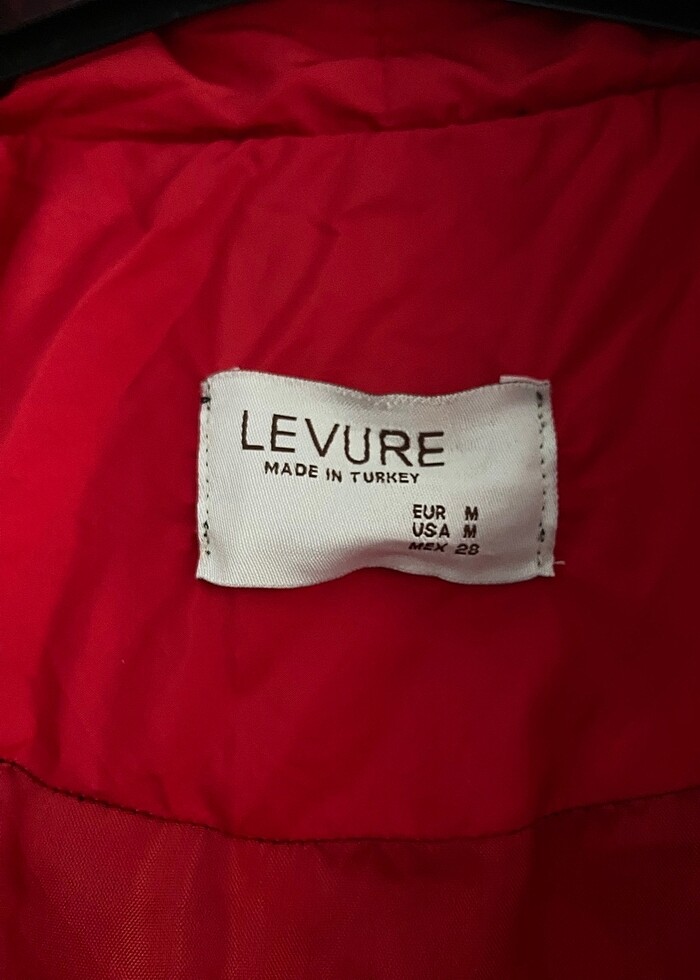 LEVURE
MADE IN TURKEY
EUR M
USA M
MEX 28